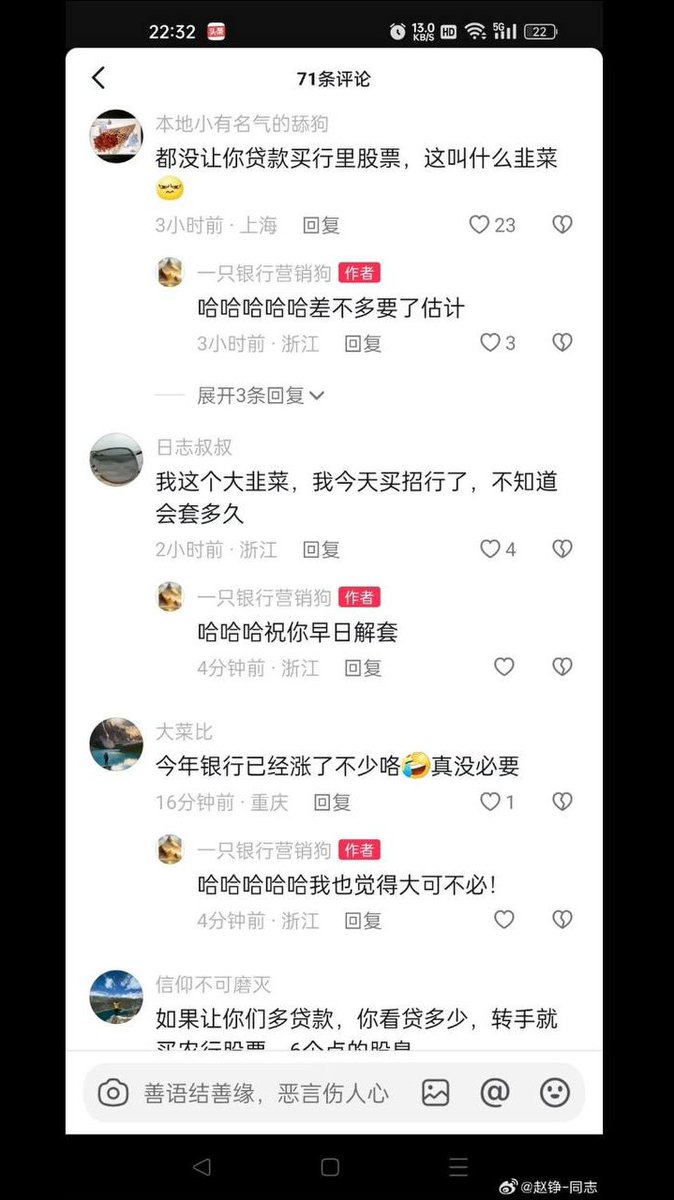 22:32
头条
13.0
KB/S
HD
5G
22
71条评论
本地小有名气的舔狗
都没让你贷款买行里股票，这叫什么韭菜
3小时前 · 上海 回复 23
一只银行营销狗 作者
哈哈哈哈哈差不多要了估计
3小时前 · 浙江 回复 3
展开3条回复
日志叔叔
我这个大韭菜，我今天买招行了，不知道
会套多久
2小时前 · 浙江 回复 4
一只银行营销狗 作者
哈哈哈祝你早日解套
4分钟前 · 浙江 回复
大菜比
今年银行已经涨了不少咯🤣真没必要
16分钟前 · 重庆 回复 1
一只银行营销狗 作者
哈哈哈哈哈我也觉得大可不必！
4分钟前 · 浙江 回复
信仰不可磨灭
如果让你们多贷款，你看贷多少，转手就
买农行股票，6个点的股息
善语结善缘，恶言伤人心
@赵铮-同志